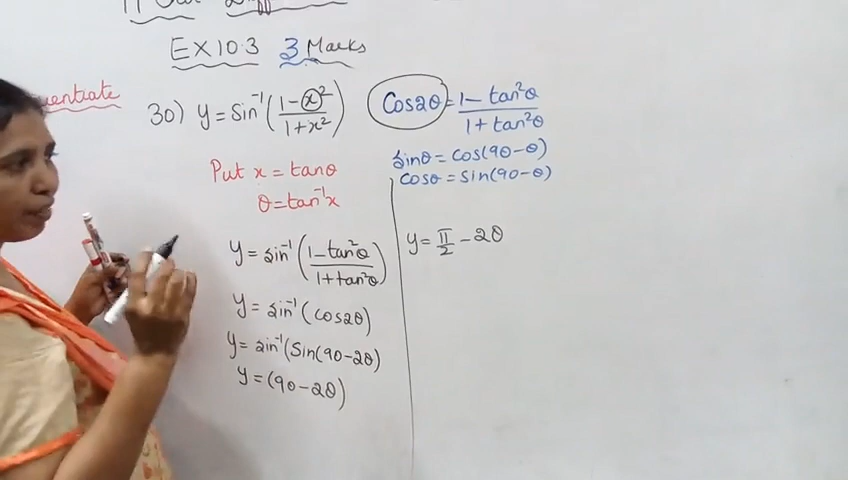 EX 10.3 3 Marks
30) y = Sin⁻¹(1-x²/1+x²)
Cos2θ = 1-tan²θ/1+tan²θ
Sinθ = cos(90-θ)
cosθ = sin(90-θ)
Put x = tanθ
θ = tan⁻¹x
y = sin⁻¹(1-tan²θ/1+tan²θ)
y = sin⁻¹(cos2θ)
y = sin⁻¹(Sin(90-2θ)
y = (90-2θ)
y = π/2 - 2θ